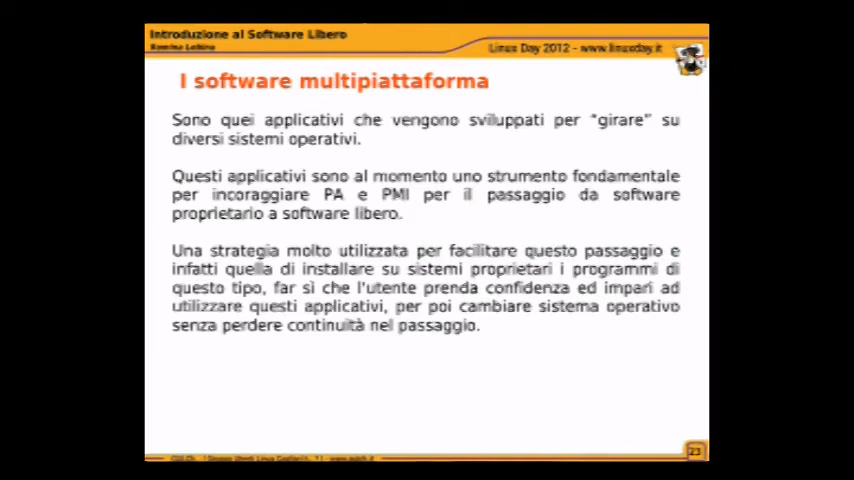 Introduzione al Software Libero
Linux Day 2012 - www.linuxday.it
I software multipiattaforma
Sono quei applicativi che vengono sviluppati per "girare" su
diversi sistemi operativi.
Questi applicativi sono al momento uno strumento fondamentale
per incoraggiare PA e PMI per il passaggio da software
proprietario a software libero.
Una strategia molto utilizzata per facilitare questo passaggio e
infatti quella di installare su sistemi proprietari i programmi di
questo tipo, far sì che l'utente prenda confidenza ed impari ad
utilizzare questi applicativi, per poi cambiare sistema operativo
senza perdere continuità nel passaggio.
23